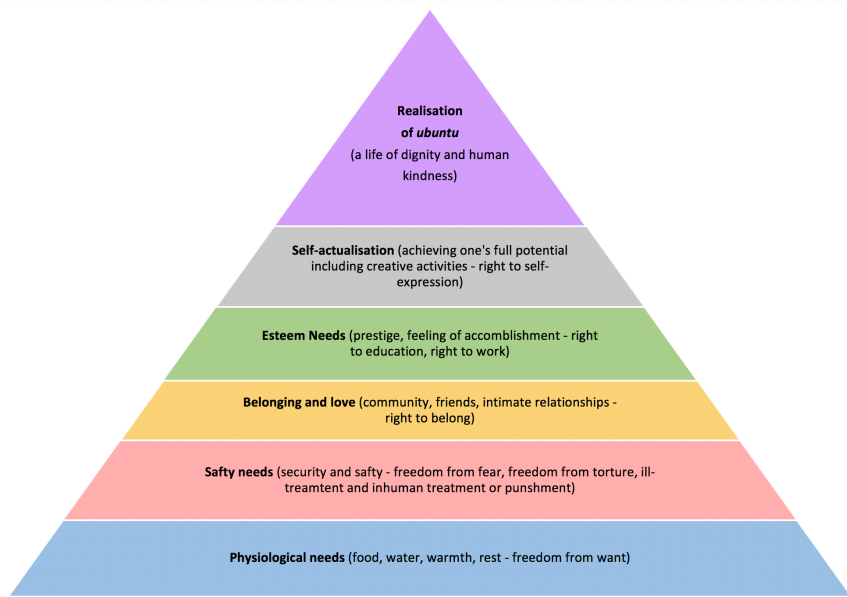 Realisation
of ubuntu
(a life of dignity and human
kindness)
Self-actualisation (achieving one's full potential
including creative activities - right to self-
expression)
Esteem Needs (prestige, feeling of accomblishment - right
to education, right to work)
Belonging and love (community, friends, intimate relationships -
right to belong)
Safty needs (security and safty - freedom from fear, freedom from torture, ill-
treamtent and inhuman treatment or punshment)
Physiological needs (food, water, warmth, rest - freedom from want)